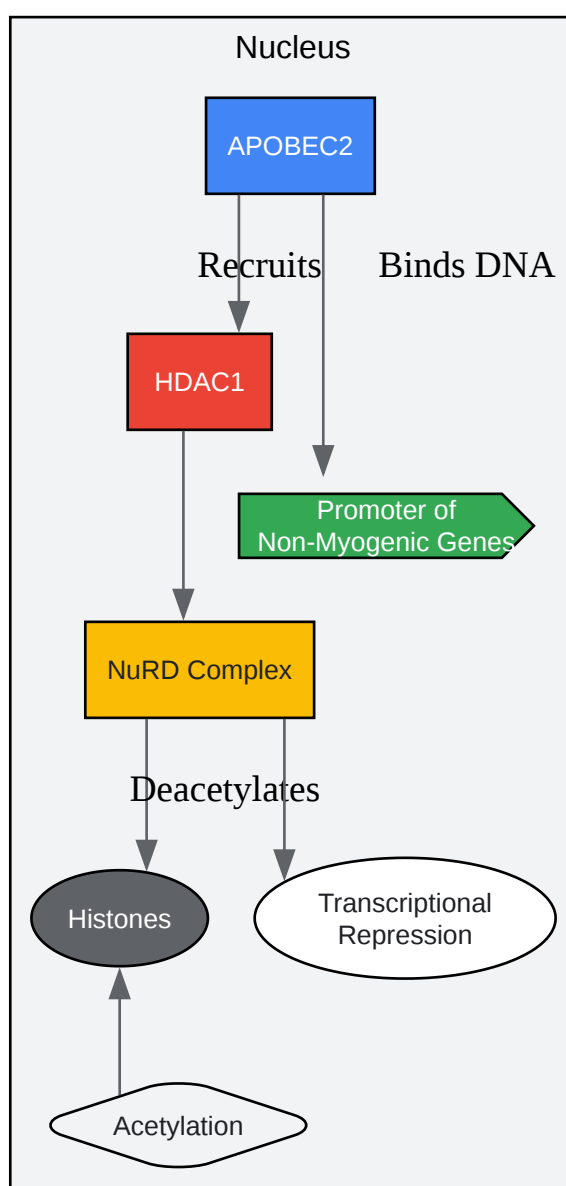 Nucleus
APOBEC2
Recruits
Binds DNA
HDAC1
Promoter of
Non-Myogenic Genes
NuRD Complex
Deacetylates
Histones
Transcriptional
Repression
Acetylation